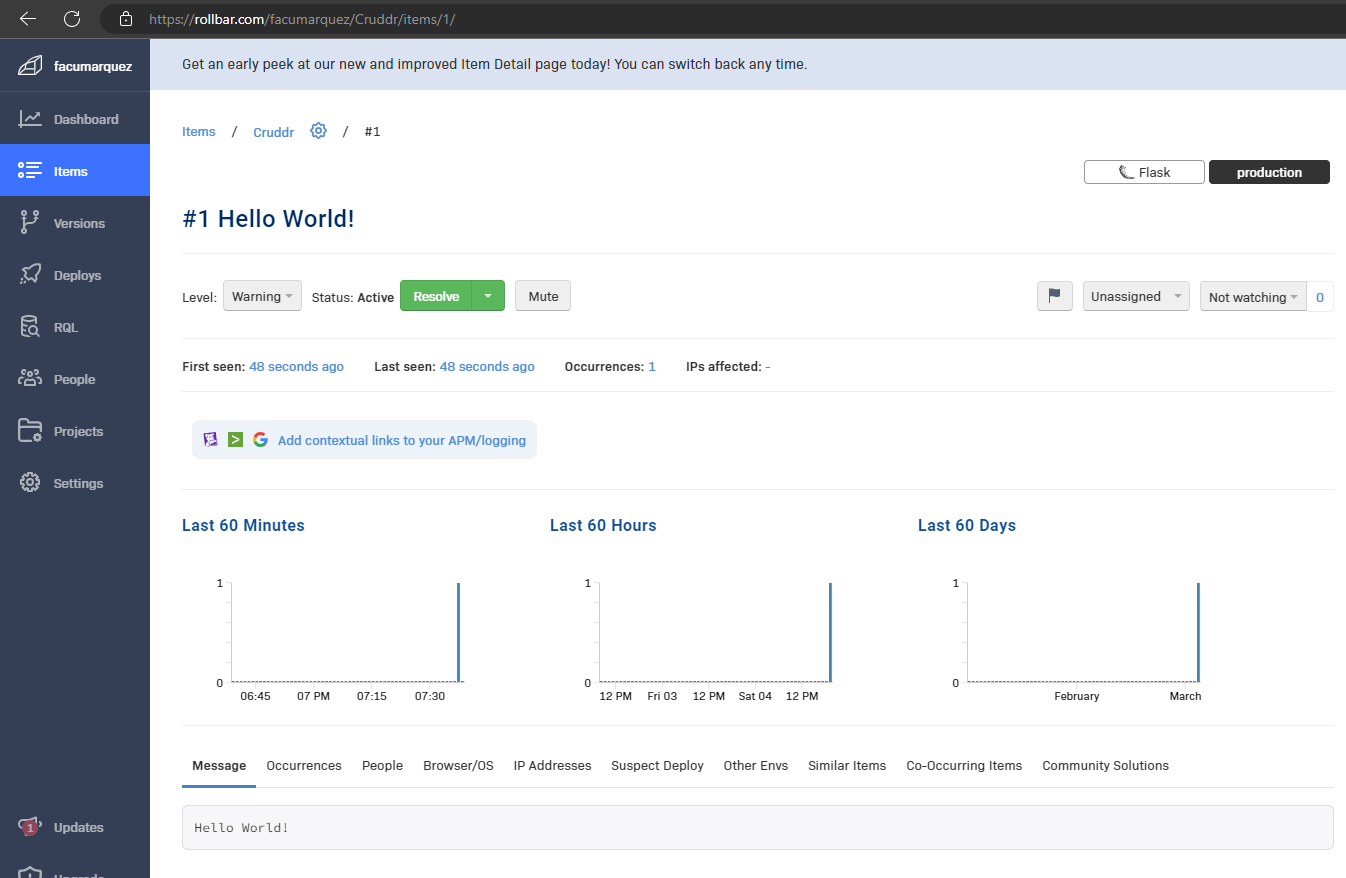 https://rollbar.com/facumarquez/Cruddr/items/1/
facumarquez
Dashboard
Items
Versions
Deploys
RQL
People
Projects
Settings
1
Updates
Get an early peek at our new and improved Item Detail page today! You can switch back any time.
Items / Cruddr / #1
Flask production
#1 Hello World!
Level: Warning Status: Active Resolve Mute Unassigned Not watching 0
First seen: 48 seconds ago Last seen: 48 seconds ago Occurrences: 1 IPs affected: -
Add contextual links to your APM/logging
Last 60 Minutes Last 60 Hours Last 60 Days
1 1 1
0 0 0
06:45 07 PM 07:15 07:30 12 PM Fri 03 12 PM Sat 04 12 PM February March
Message Occurrences People Browser/OS IP Addresses Suspect Deploy Other Envs Similar Items Co-Occurring Items Community Solutions
Hello World!